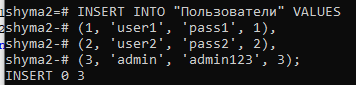 shyma2=# INSERT INTO "Пользователи" VALUES
shyma2-# (1, 'user1', 'pass1', 1),
shyma2-# (2, 'user2', 'pass2', 2),
shyma2-# (3, 'admin', 'admin123', 3);
INSERT 0 3